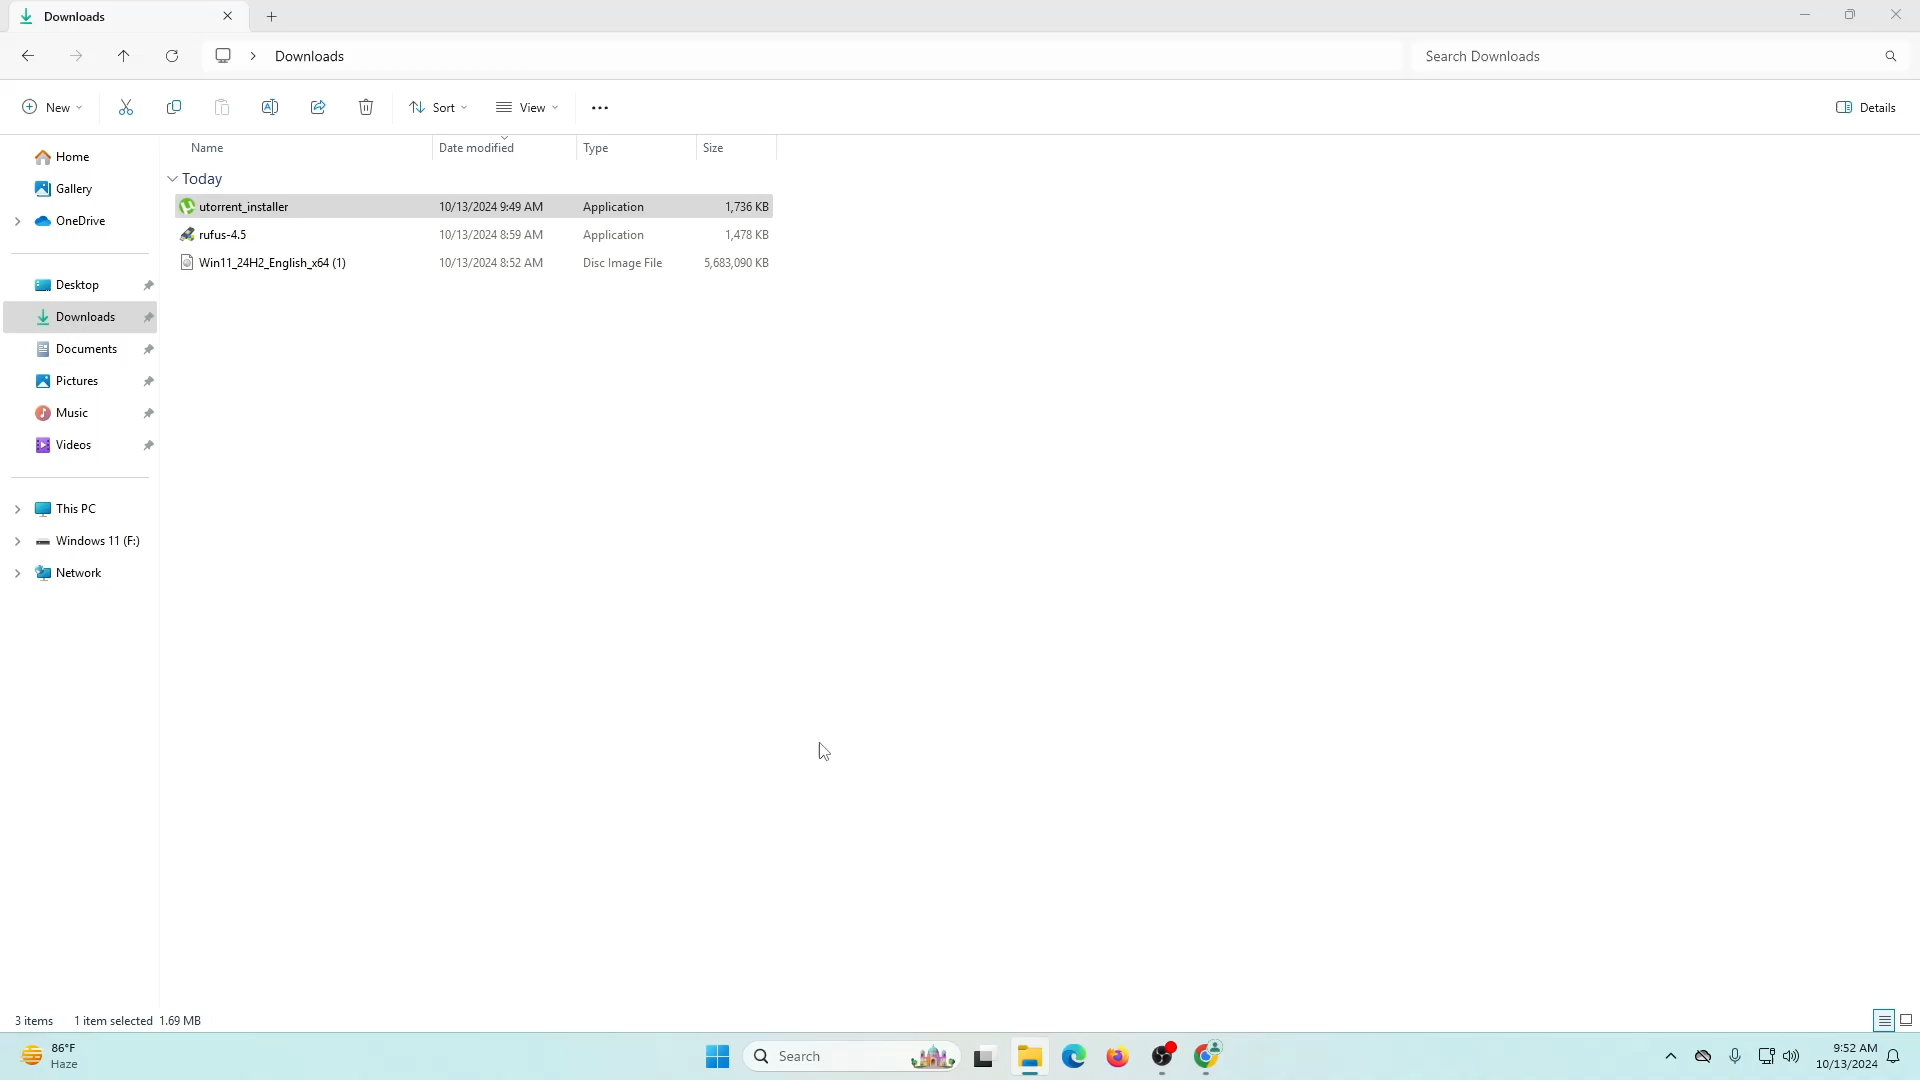 Downloads
Downloads
Search Downloads
New
Sort
View
Details
Name
Date modified
Type
Size
Today
utorrent_installer 10/13/2024 9:49 AM Application 1,736 KB
rufus-4.5 10/13/2024 8:59 AM Application 1,478 KB
Win11_24H2_English_x64 (1) 10/13/2024 8:52 AM Disc Image File 5,683,090 KB
Home
Gallery
OneDrive
Desktop
Downloads
Documents
Pictures
Music
Videos
This PC
Windows 11 (F:)
Network
3 items 1 item selected 1.69 MB
86°F
Haze
Search
9:52 AM
10/13/2024